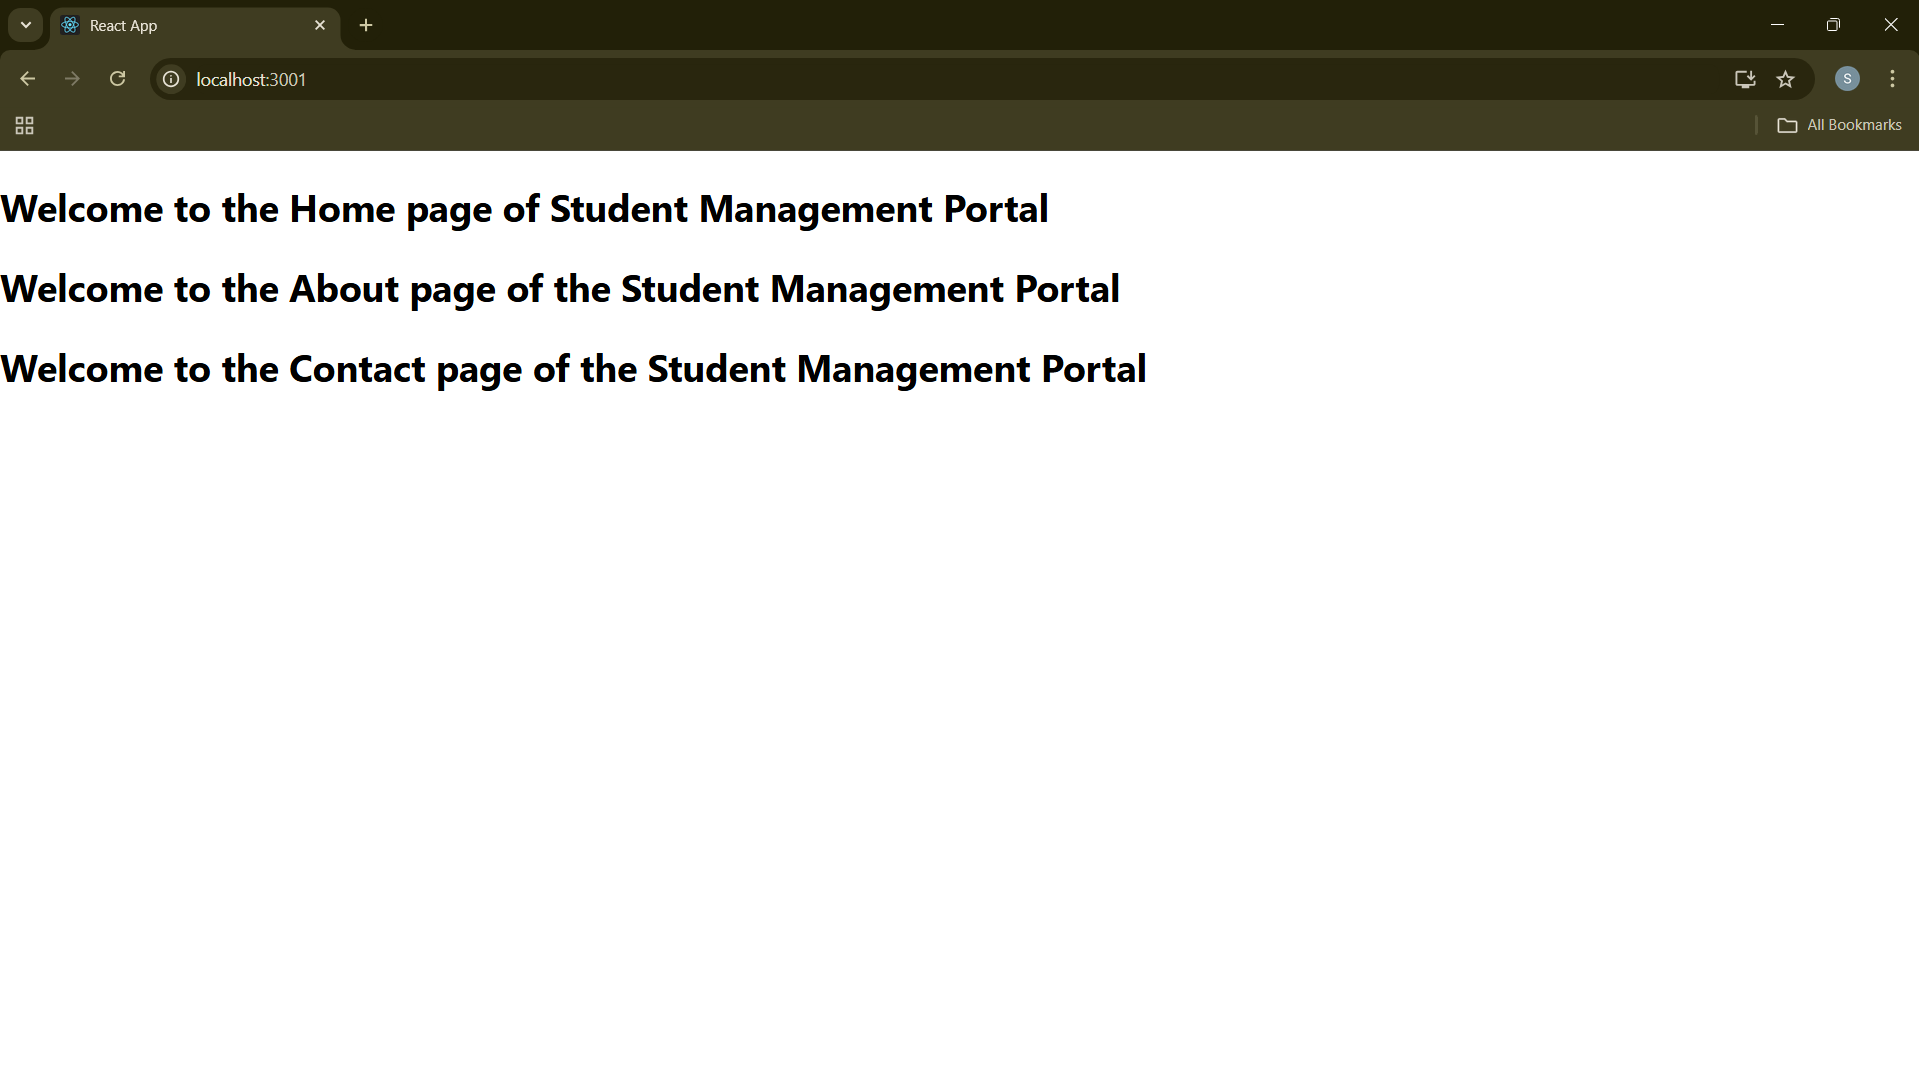 React App
localhost:3001
S
All Bookmarks
Welcome to the Home page of Student Management Portal
Welcome to the About page of the Student Management Portal
Welcome to the Contact page of the Student Management Portal